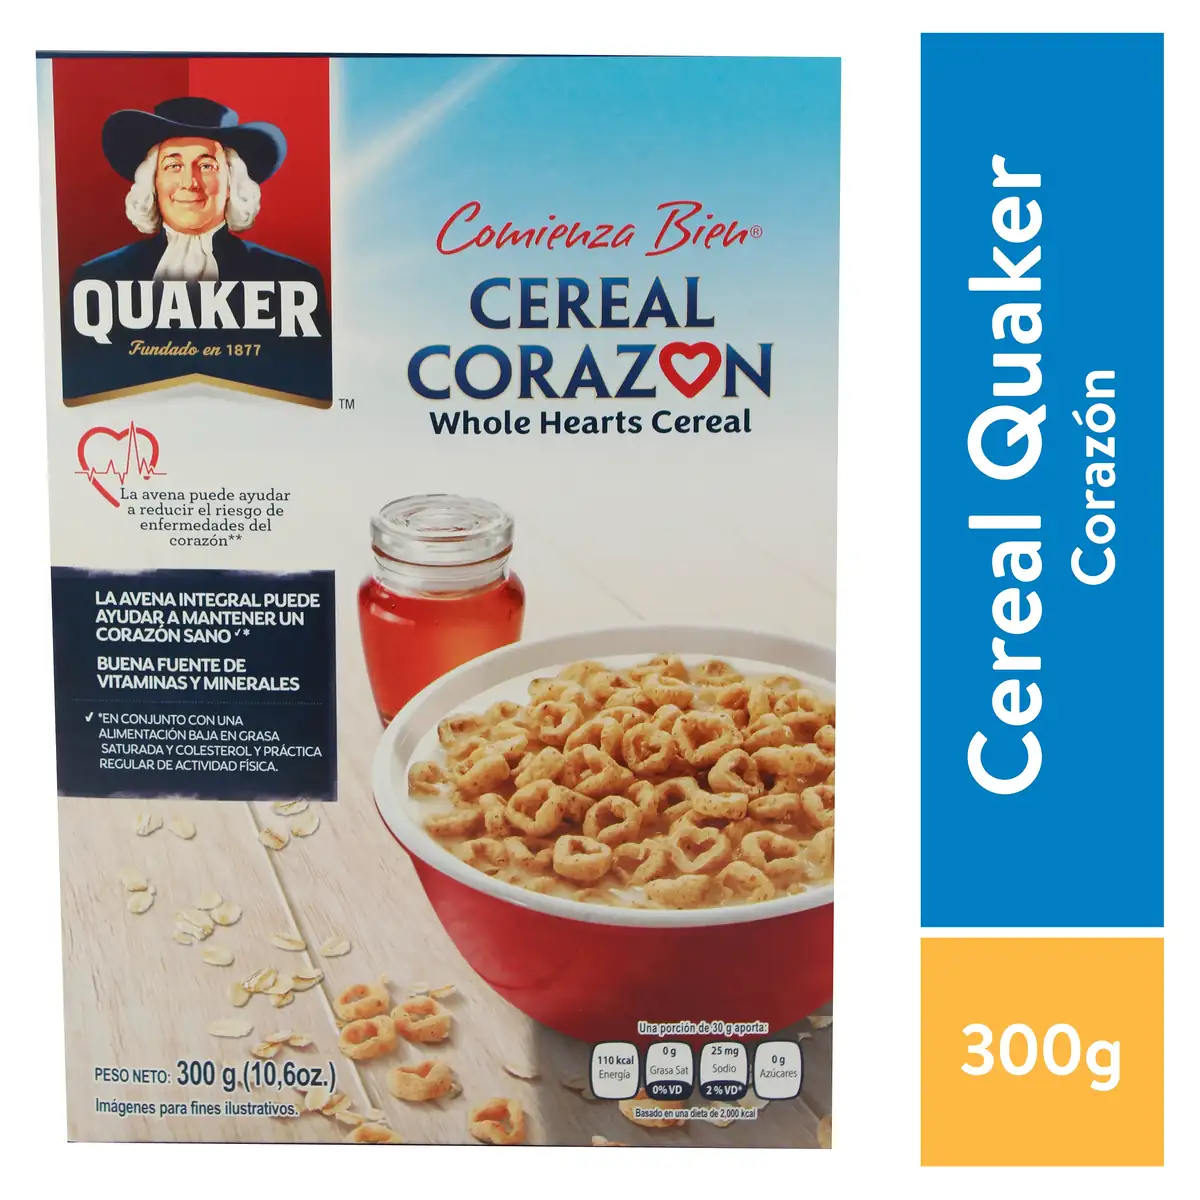 QUAKER
Fundado en 1877
TM
Comienza Bien®
CEREAL
CORAZON
Whole Hearts Cereal
La avena puede ayudar
a reducir el riesgo de
enfermedades del
corazón**
LA AVENA INTEGRAL PUEDE
AYUDAR A MANTENER UN
CORAZÓN SANO ✓*
BUENA FUENTE DE
VITAMINAS Y MINERALES
✓ *EN CONJUNTO CON UNA
ALIMENTACIÓN BAJA EN GRASA
SATURADA Y COLESTEROL Y PRÁCTICA
REGULAR DE ACTIVIDAD FÍSICA.
PESO NETO: 300 g (10,6oz.)
Imágenes para fines ilustrativos.
Una porción de 30 g aporta:
110 kcal
Energía
0 g
Grasa Sat
0% VD
25 mg
Sodio
2 % VD*
0 g
Azúcares
Basado en una dieta de 2,000 kcal
Cereal Quaker
Corazón
300g